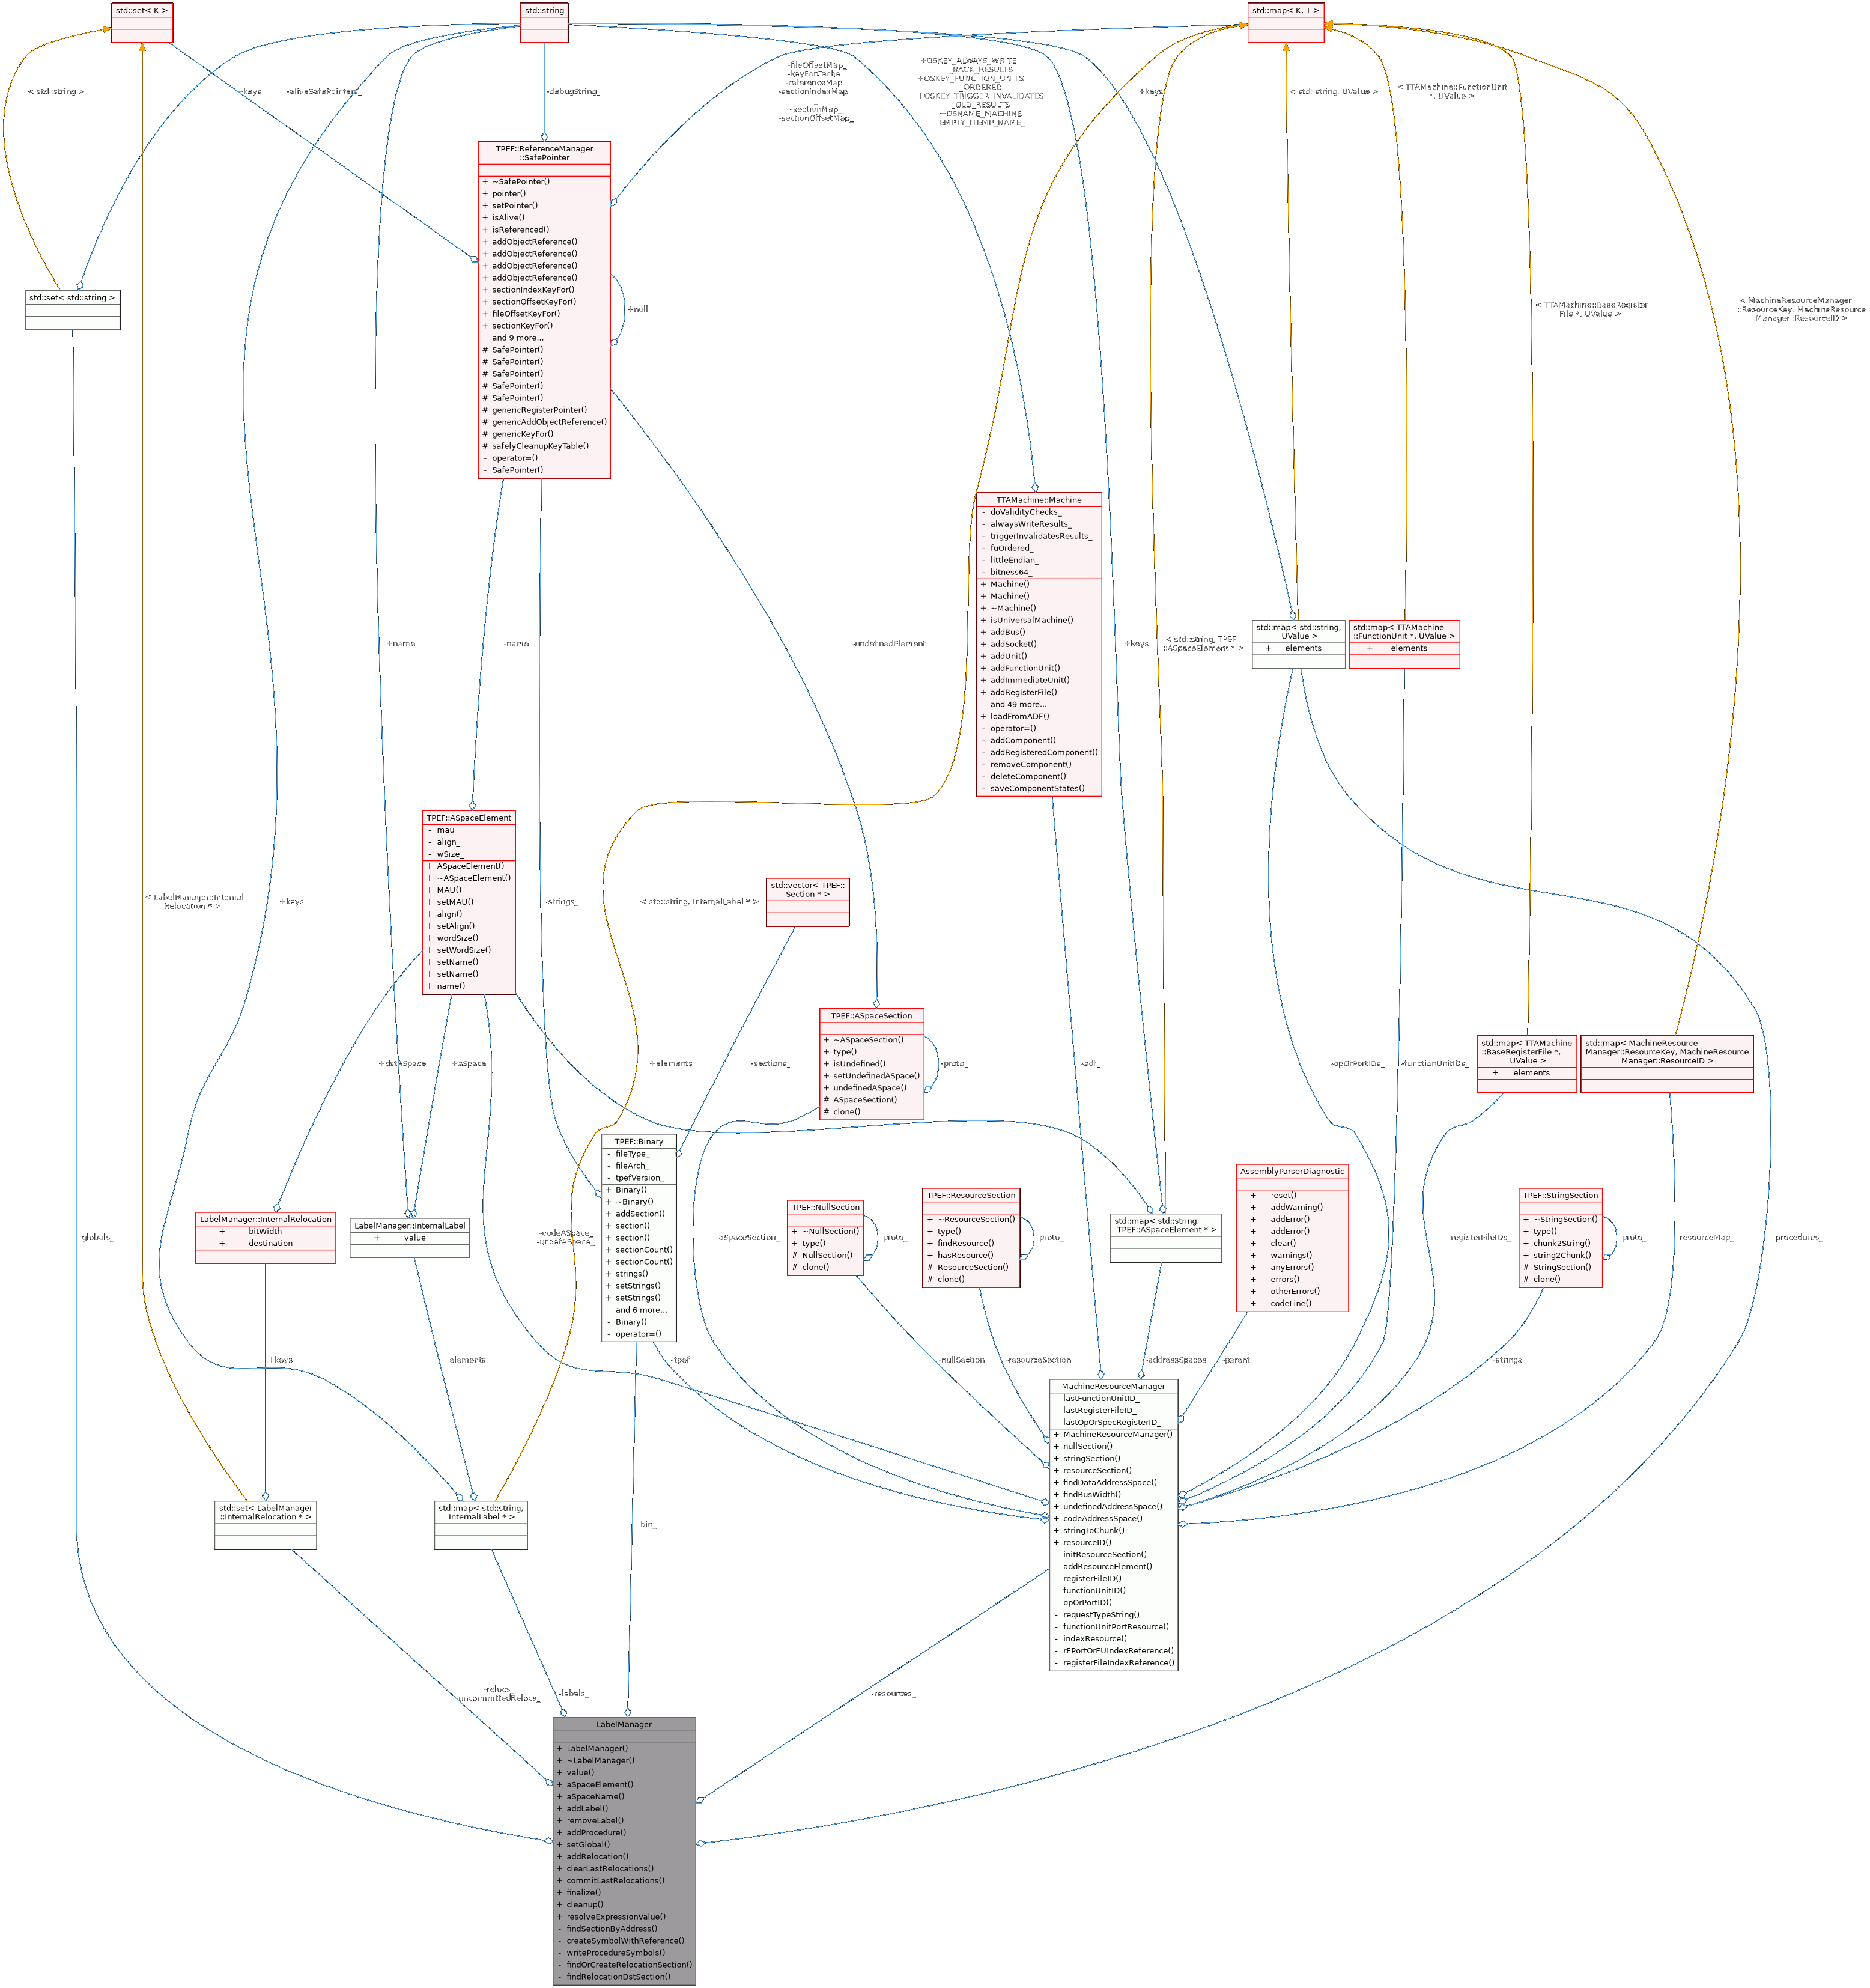 std::set< K >
std::string
std::map< K, T >
< std::string >
+keys
-aliveSafePointers_
-debugString_
-fileOffsetMap_
-keyForCache_
-referenceMap_
-sectionIndexMap
_
-sectionMap_
-sectionOffsetMap_
+OSKEY_ALWAYS_WRITE
_BACK_RESULTS
+OSKEY_FUNCTION_UNITS
_ORDERED
+OSKEY_TRIGGER_INVALIDATES
_OLD_RESULTS
+OSNAME_MACHINE
-EMPTY_ITEMP_NAME_
+keys
< std::string, UValue >
< TTAMachine::FunctionUnit
*, UValue >
TPEF::ReferenceManager
::SafePointer
+ ~SafePointer()
+ pointer()
+ setPointer()
+ isAlive()
+ isReferenced()
+ addObjectReference()
+ addObjectReference()
+ addObjectReference()
+ addObjectReference()
+ sectionIndexKeyFor()
+ sectionOffsetKeyFor()
+ fileOffsetKeyFor()
+ sectionKeyFor()
and 9 more...
# SafePointer()
# SafePointer()
# SafePointer()
# SafePointer()
# SafePointer()
# genericRegisterPointer()
# genericAddObjectReference()
# genericKeyFor()
# safelyCleanupKeyTable()
- operator=()
- SafePointer()
+null
std::set< std::string >
< TTAMachine::BaseRegister
File *, UValue >
< MachineResourceManager
::ResourceKey, MachineResource
Manager::ResourceID >
TTAMachine::Machine
- doValidityChecks_
- alwaysWriteResults_
- triggerInvalidatesResults_
- fuOrdered_
- littleEndian_
- bitness64_
+ Machine()
+ Machine()
+ ~Machine()
+ isUniversalMachine()
+ addBus()
+ addSocket()
+ addUnit()
+ addFunctionUnit()
+ addImmediateUnit()
+ addRegisterFile()
and 49 more...
+ loadFromADF()
- operator=()
- addComponent()
- addRegisteredComponent()
- removeComponent()
- deleteComponent()
- saveComponentStates()
+name
-name_
-undefinedElement_
+keys
< std::string, TPEF
::ASpaceElement * >
std::map< std::string,
UValue >
+ elements
std::map< TTAMachine
::FunctionUnit *, UValue >
+ elements
TPEF::ASpaceElement
- mau_
- align_
- wSize_
+ ASpaceElement()
+ ~ASpaceElement()
+ MAU()
+ setMAU()
+ align()
+ setAlign()
+ wordSize()
+ setWordSize()
+ setName()
+ setName()
+ name()
< LabelManager::Internal
Relocation * >
+keys
-strings_
< std::string, InternalLabel * >
std::vector< TPEF::
Section * >
TPEF::ASpaceSection
+ ~ASpaceSection()
+ type()
+ isUndefined()
+ setUndefinedASpace()
+ undefinedASpace()
# ASpaceSection()
# clone()
-proto_
+dstASpace
+aSpace
+elements
-sections_
-adf_
-opOrPortIDs_
-functionUnitIDs_
std::map< TTAMachine
::BaseRegisterFile *,
UValue >
+ elements
std::map< MachineResource
Manager::ResourceKey, MachineResource
Manager::ResourceID >
TPEF::Binary
- fileType_
- fileArch_
- tpefVersion_
+ Binary()
+ ~Binary()
+ addSection()
+ section()
+ section()
+ sectionCount()
+ sectionCount()
+ strings()
+ setStrings()
+ setStrings()
and 6 more...
- Binary()
- operator=()
-globals_
LabelManager::InternalRelocation
+ bitWidth
+ destination
LabelManager::InternalLabel
+ value
-codeASpace_
-undefASpace_
-aSpaceSection_
TPEF::NullSection
+ ~NullSection()
+ type()
# NullSection()
# clone()
-proto_
TPEF::ResourceSection
+ ~ResourceSection()
+ type()
+ findResource()
+ hasResource()
# ResourceSection()
# clone()
-proto_
std::map< std::string,
TPEF::ASpaceElement * >
AssemblyParserDiagnostic
+ reset()
+ addWarning()
+ addError()
+ addError()
+ clear()
+ warnings()
+ anyErrors()
+ errors()
+ otherErrors()
+ codeLine()
-registerFileIDs_
TPEF::StringSection
+ ~StringSection()
+ type()
+ chunk2String()
+ string2Chunk()
# StringSection()
# clone()
-proto_
-resourceMap_
-procedures_
+keys
+elements
-tpef_
-nullSection_
-resourceSection_
-addressSpaces_
-parent_
-strings_
MachineResourceManager
- lastFunctionUnitID_
- lastRegisterFileID_
- lastOpOrSpecRegisterID_
+ MachineResourceManager()
+ nullSection()
+ stringSection()
+ resourceSection()
+ findDataAddressSpace()
+ findBusWidth()
+ undefinedAddressSpace()
+ codeAddressSpace()
+ stringToChunk()
+ resourceID()
- initResourceSection()
- addResourceElement()
- registerFileID()
- functionUnitID()
- opOrPortID()
- requestTypeString()
- functionUnitPortResource()
- indexResource()
- rFPortOrFUIndexReference()
- registerFileIndexReference()
std::set< LabelManager
::InternalRelocation * >
std::map< std::string,
InternalLabel * >
-bin_
-relocs_
-uncommittedRelocs_
-labels_
-resources_
LabelManager
+ LabelManager()
+ ~LabelManager()
+ value()
+ aSpaceElement()
+ aSpaceName()
+ addLabel()
+ removeLabel()
+ addProcedure()
+ setGlobal()
+ addRelocation()
+ clearLastRelocations()
+ commitLastRelocations()
+ finalize()
+ cleanup()
+ resolveExpressionValue()
- findSectionByAddress()
- createSymbolWithReference()
- writeProcedureSymbols()
- findOrCreateRelocationSection()
- findRelocationDstSection()